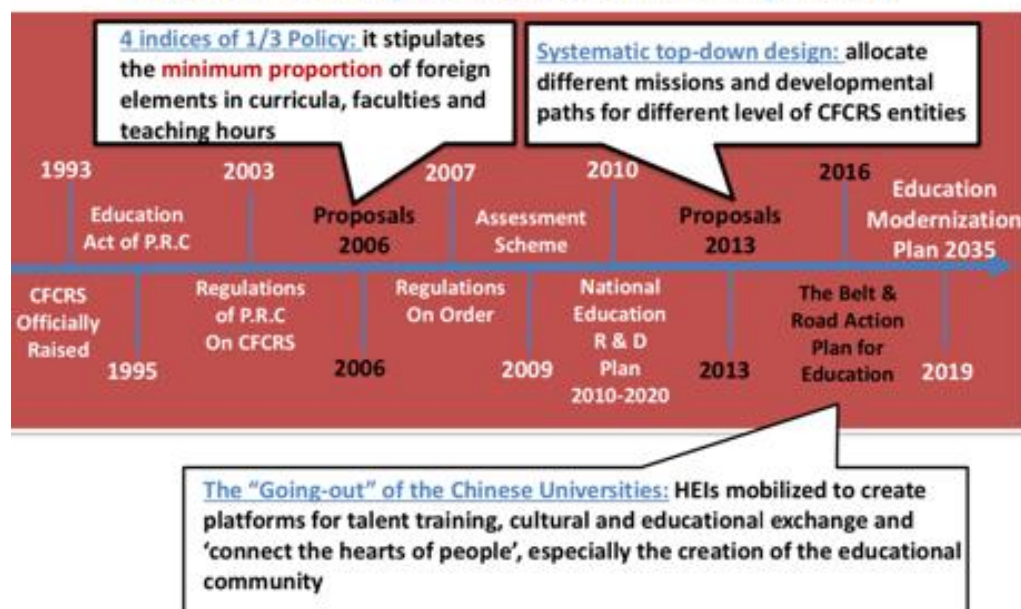 4 indices of 1/3 Policy: it stipulates
the minimum proportion of foreign
elements in curricula, faculties and
teaching hours
Systematic top-down design: allocate
different missions and developmental
paths for different level of CFCRS entities
1993
2003
2007
2010
2016
Education
Act of P.R.C
Proposals
2006
Assessment
Scheme
Proposals
2013
Education
Modernization
Plan 2035
CFCRS
Officially
Raised
1995
Regulations
of P.R.C
On CFCRS
2006
Regulations
On Order
2009
National
Education
R & D
Plan
2010-2020
2013
The Belt &
Road Action
Plan for
Education
2019
The “Going-out” of the Chinese Universities: HEIs mobilized to create
platforms for talent training, cultural and educational exchange and
‘connect the hearts of people’, especially the creation of the educational
community